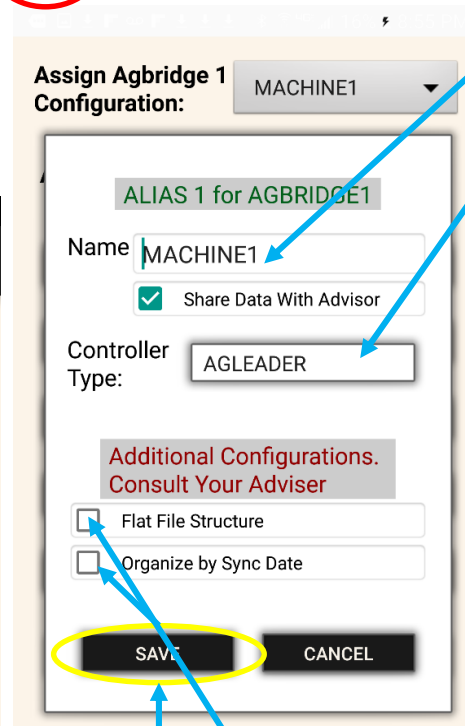 Assign Agbridge 1
Configuration:
MACHINE1
ALIAS 1 for AGBRIDGE1
Name
MACHINE1
Share Data With Advisor
Controller
Type:
AGLEADER
Additional Configurations.
Consult Your Adviser
Flat File Structure
Organize by Sync Date
SAVE
CANCEL